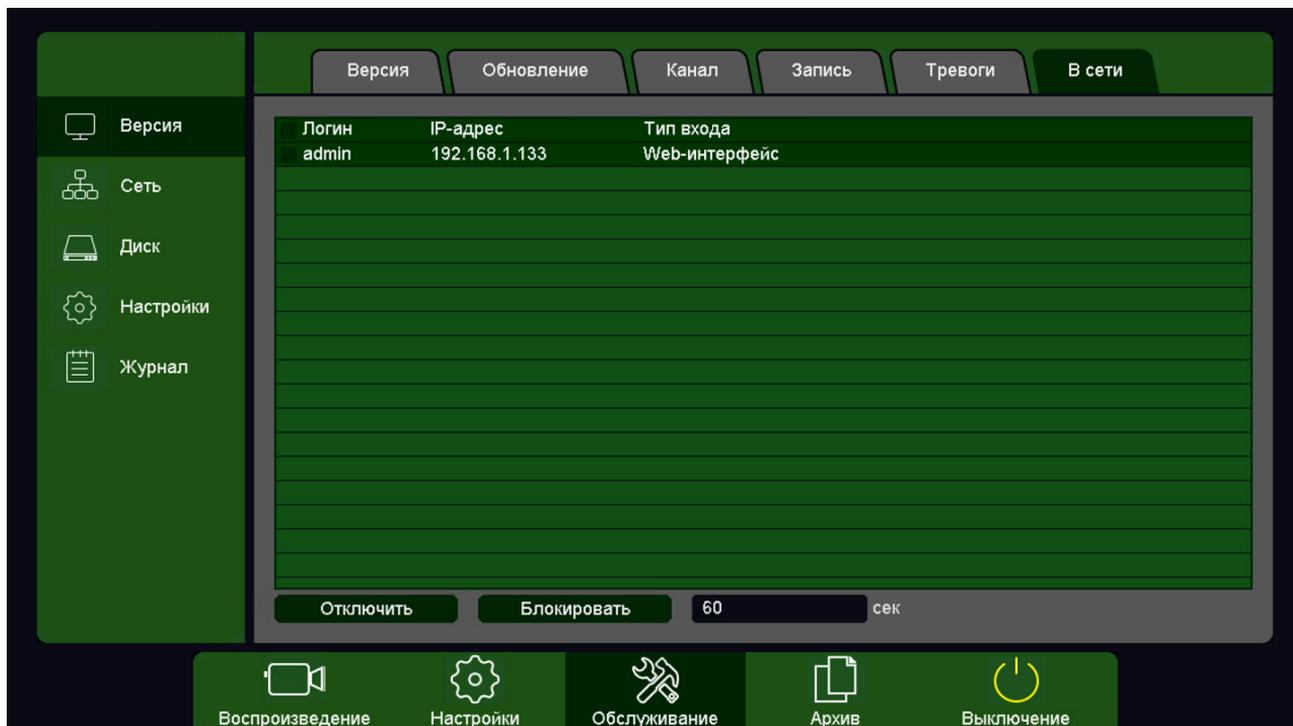 Версия Обновление Канал Запись Тревоги В сети
Версия
Сеть
Диск
Настройки
Журнал
Логин IP-адрес Тип входа
admin 192.168.1.133 Web-интерфейс
Отключить Блокировать 60 сек
Воспроизведение Настройки Обслуживание Архив Выключение